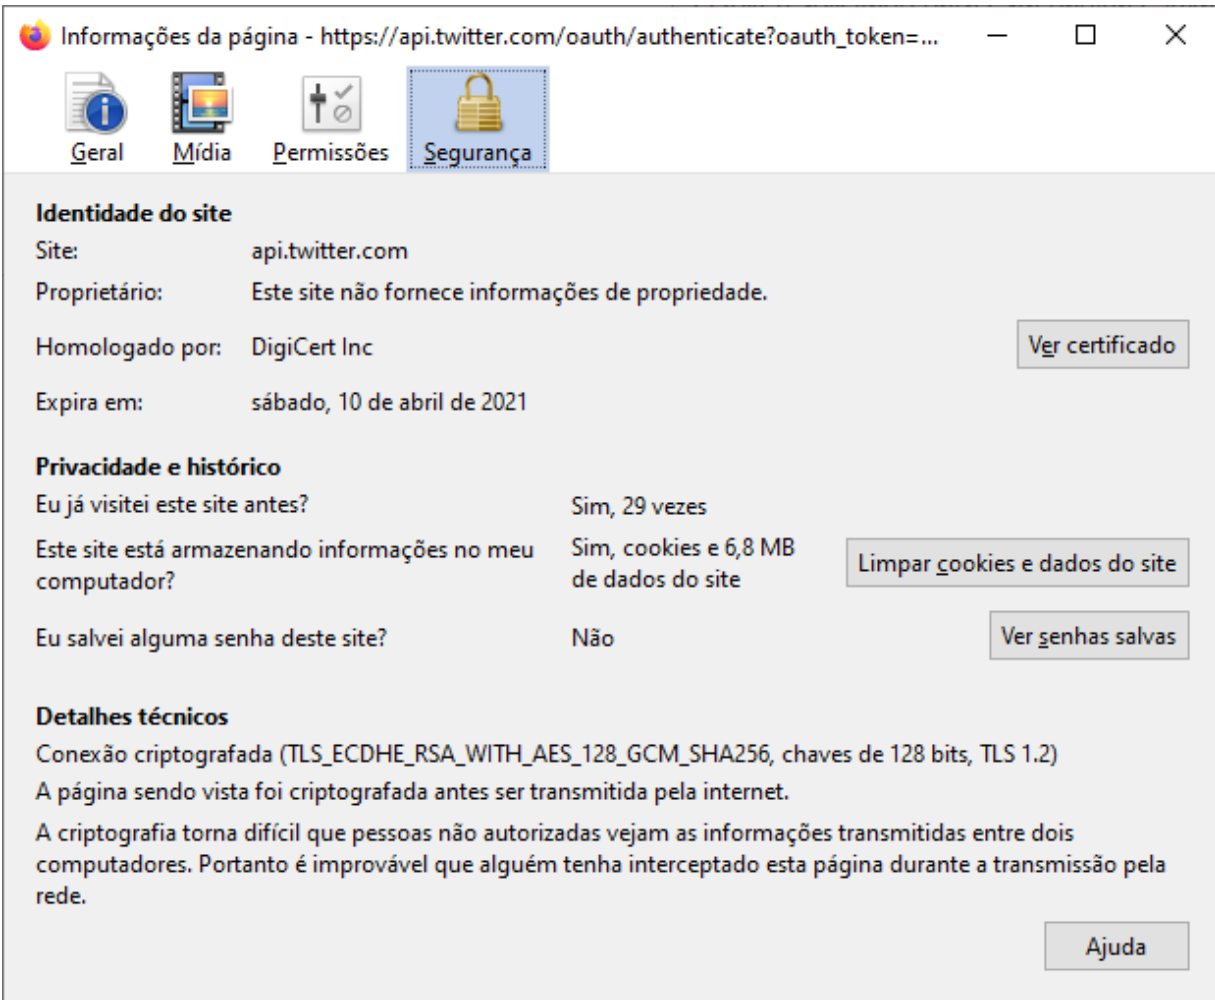 Informações da página - https://api.twitter.com/oauth/authenticate?oauth_token=...
Geral
Mídia
Permissões
Segurança
Identidade do site
Site: api.twitter.com
Proprietário: Este site não fornece informações de propriedade.
Homologado por: DigiCert Inc
Ver certificado
Expira em: sábado, 10 de abril de 2021
Privacidade e histórico
Eu já visitei este site antes? Sim, 29 vezes
Este site está armazenando informações no meu
computador?
Sim, cookies e 6,8 MB
de dados do site
Limpar cookies e dados do site
Eu salvei alguma senha deste site? Não
Ver senhas salvas
Detalhes técnicos
Conexão criptografada (TLS_ECDHE_RSA_WITH_AES_128_GCM_SHA256, chaves de 128 bits, TLS 1.2)
A página sendo vista foi criptografada antes ser transmitida pela internet.
A criptografia torna difícil que pessoas não autorizadas vejam as informações transmitidas entre dois
computadores. Portanto é improvável que alguém tenha interceptado esta página durante a transmissão pela
rede.
Ajuda